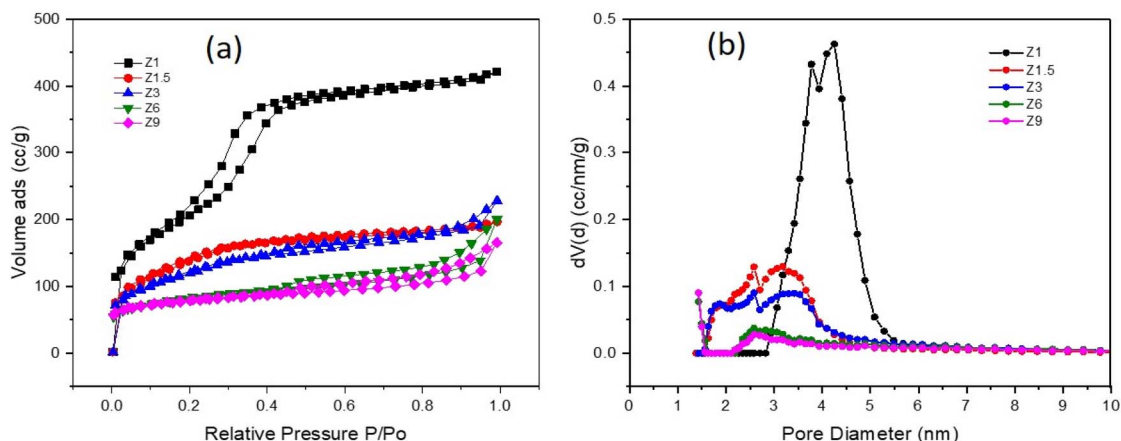 (a)
Volume ads (cc/g)
500
400
300
200
100
0
Z1
Z1.5
Z3
Z6
Z9
0.0 0.2 0.4 0.6 0.8 1.0
Relative Pressure P/Po
(b)
dV(d) (cc/nm/g)
0.5
0.4
0.3
0.2
0.1
0.0
Z1
Z1.5
Z3
Z6
Z9
0 1 2 3 4 5 6 7 8 9 10
Pore Diameter (nm)